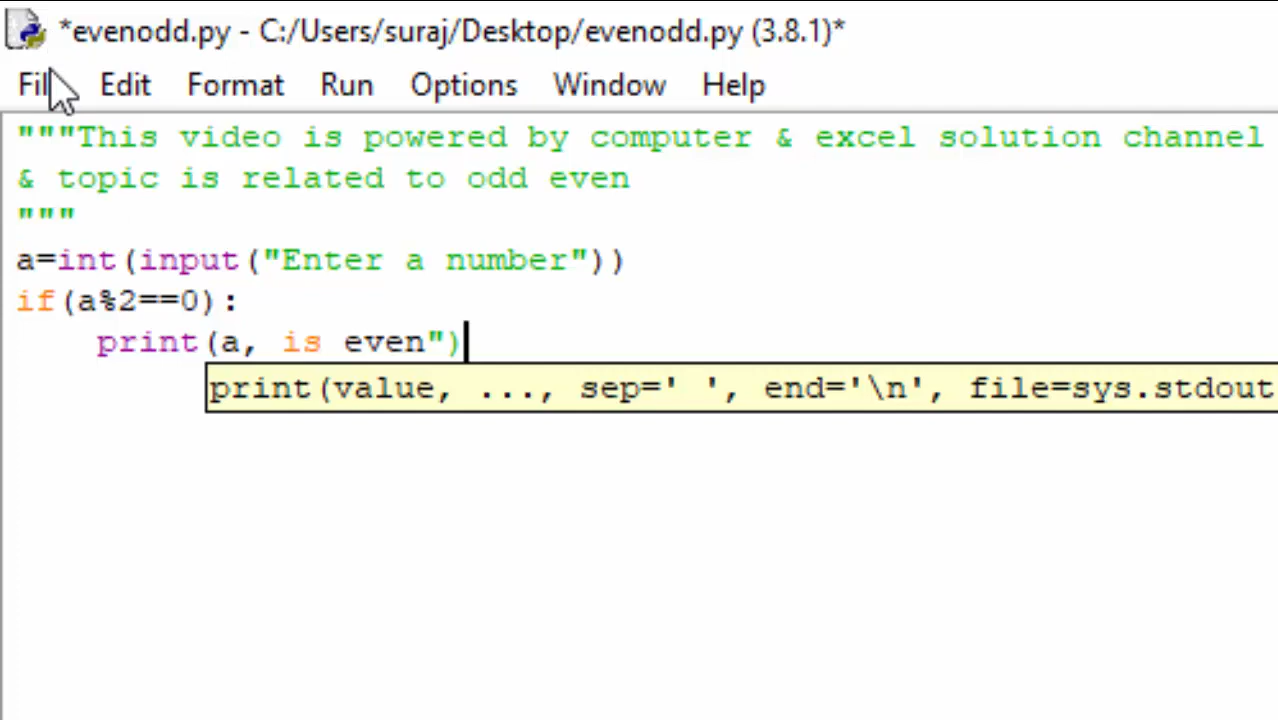 *evenodd.py - C:/Users/suraj/Desktop/evenodd.py (3.8.1)*
Fil Edit Format Run Options Window Help
"""This video is powered by computer & excel solution channel
& topic is related to odd even
"""
a=int(input("Enter a number"))
if(a%2==0):
    print(a, is even")
print(value, ..., sep=' ', end='\n', file=sys.stdout